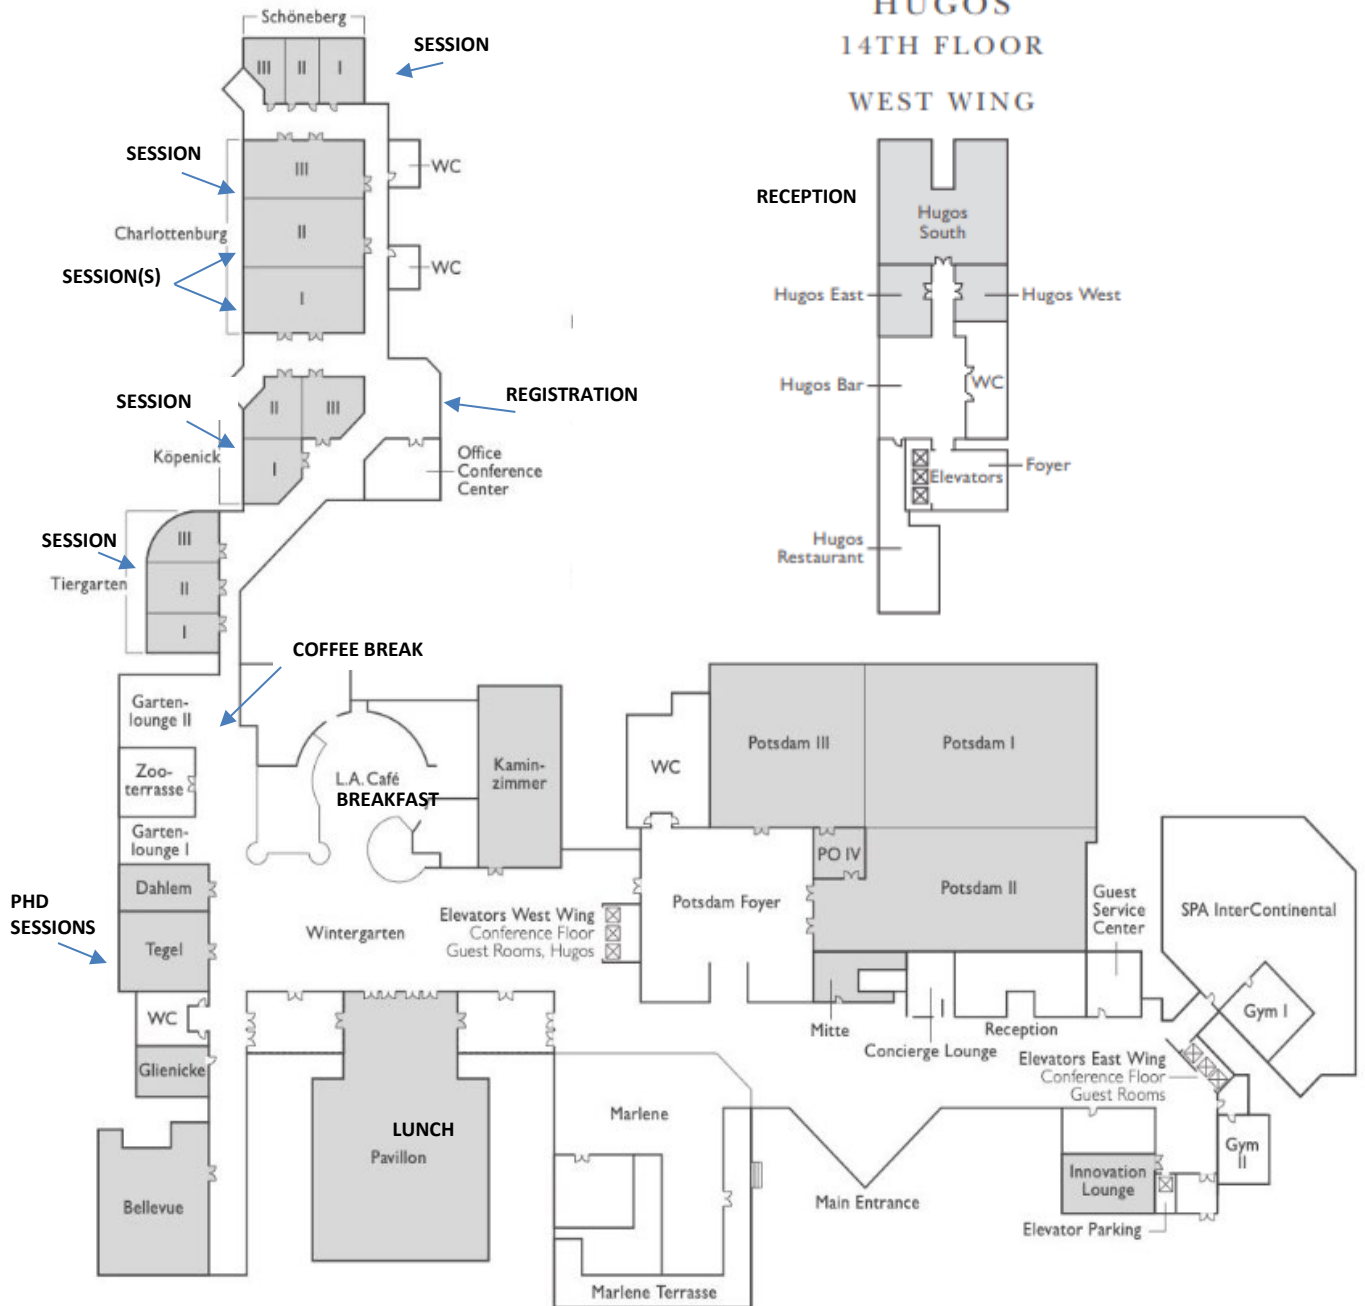 HUGOS
14TH FLOOR
WEST WING
Schöneberg
III
II
I
SESSION
SESSION
III
WC
Charlottenburg
II
WC
SESSION(S)
I
RECEPTION
Hugos
South
Hugos East
Hugos West
Hugos Bar
WC
Elevators
Foyer
Hugos
Restaurant
SESSION
II
III
REGISTRATION
Köpenick
I
Office
Conference
Center
SESSION
III
Tiergarten
II
I
COFFEE BREAK
Garten-
lounge II
Zoo-
terrasse
Garten-
lounge I
L.A. Café
BREAKFAST
Kamin-
zimmer
WC
Potsdam III
Potsdam I
PO IV
Potsdam II
Dahlem
PHD
SESSIONS
Tegel
Wintergarten
Elevators West Wing
Conference Floor
Guest Rooms, Hugos
Potsdam Foyer
Guest
Service
Center
SPA InterContinental
WC
Glienicke
Mitte
Concierge Lounge
Reception
Gym I
Elevators East Wing
Conference Floor
Guest Rooms
LUNCH
Pavillon
Marlene
Bellevue
Main Entrance
Innovation
Lounge
Gym
II
Elevator Parking
Marlene Terrasse